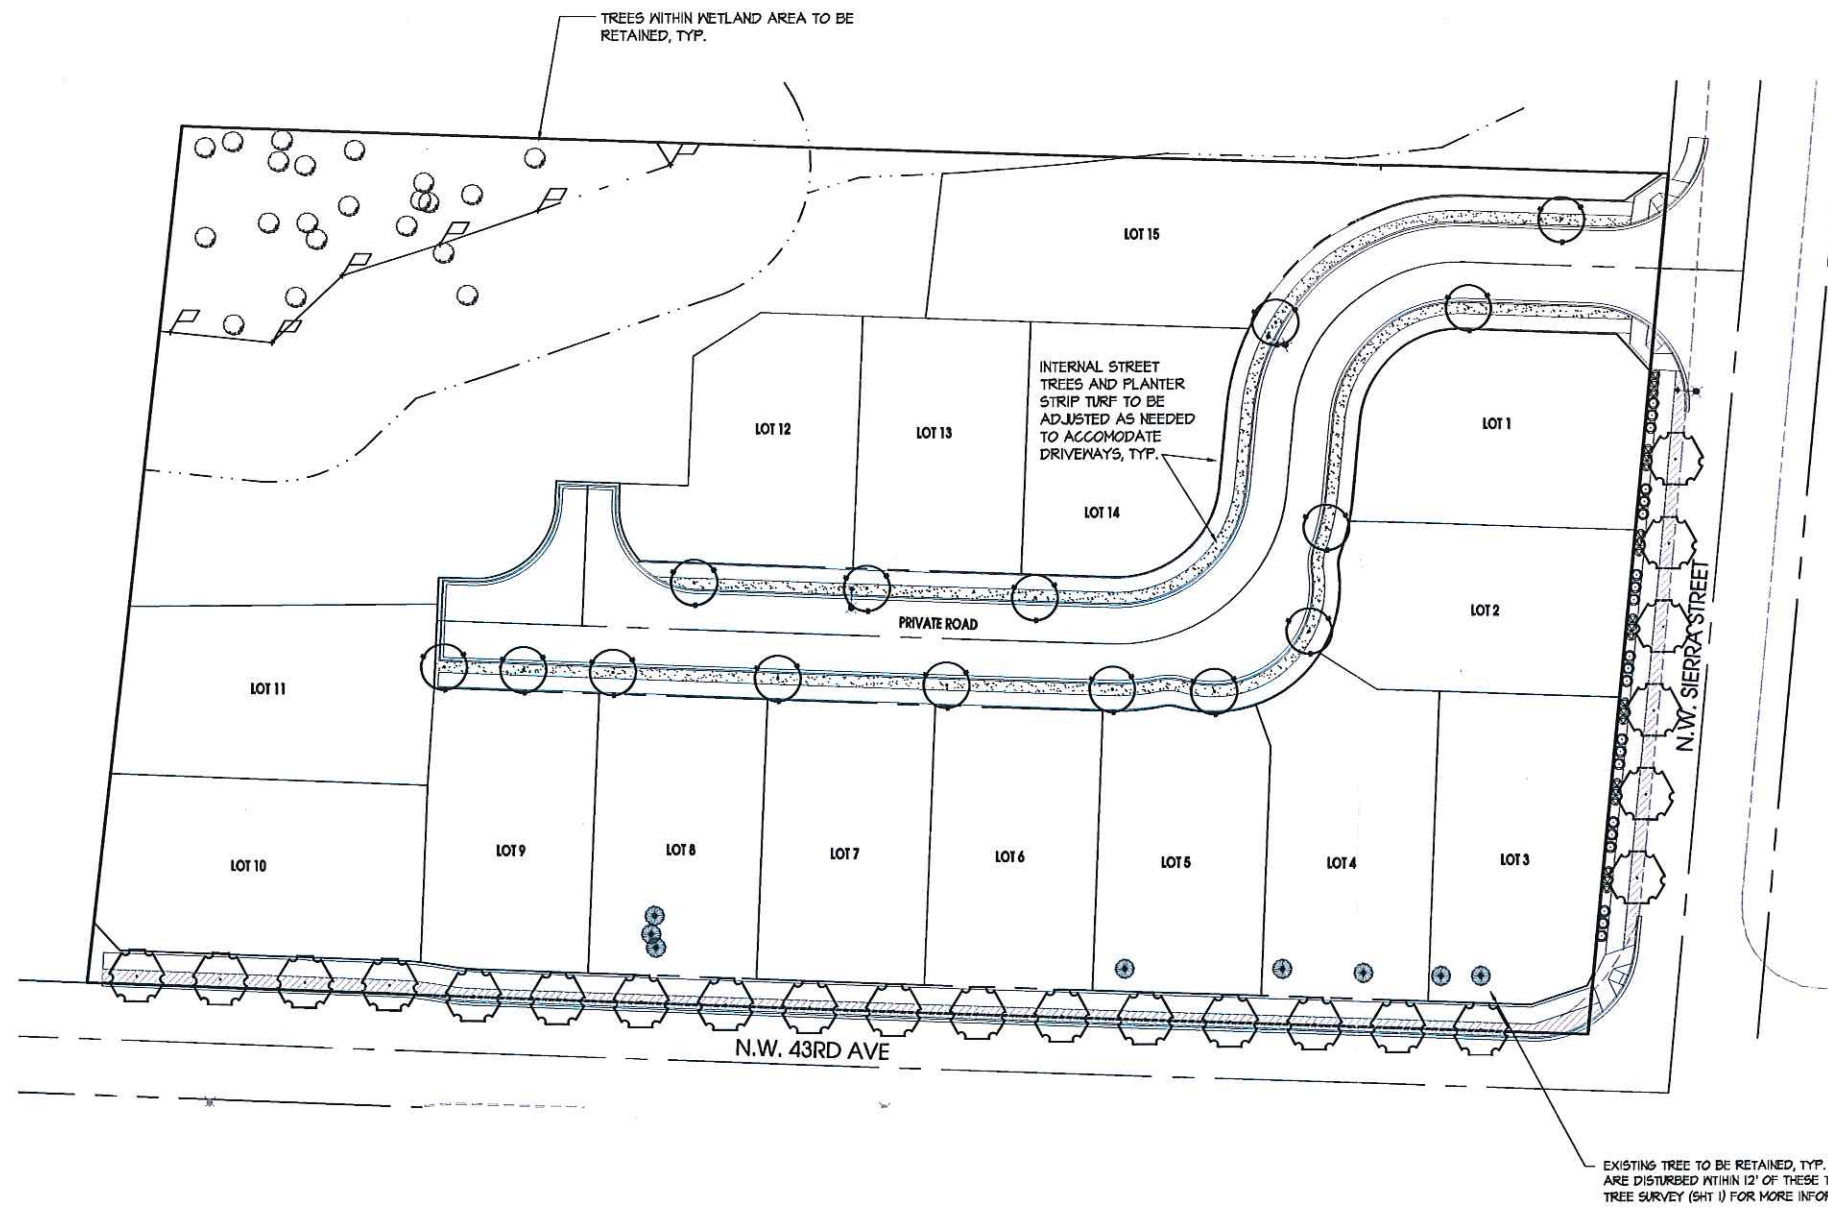 TREES WITHIN WETLAND AREA TO BE
RETAINED, TYP.
LOT 15
INTERNAL STREET
TREES AND PLANTER
STRIP TURF TO BE
ADJUSTED AS NEEDED
TO ACCOMODATE
DRIVEWAYS, TYP.
LOT 12
LOT 13
LOT 14
LOT 1
LOT 2
PRIVATE ROAD
N.W. SIERRA STREET
LOT 11
LOT 10
LOT 9
LOT 8
LOT 7
LOT 6
LOT 5
LOT 4
LOT 3
N.W. 43RD AVE
EXISTING TREE TO BE RETAINED, TYP.
ARE DISTURBED WTIHIN 12' OF THESE T
TREE SURVEY (SHT 1) FOR MORE INFOR